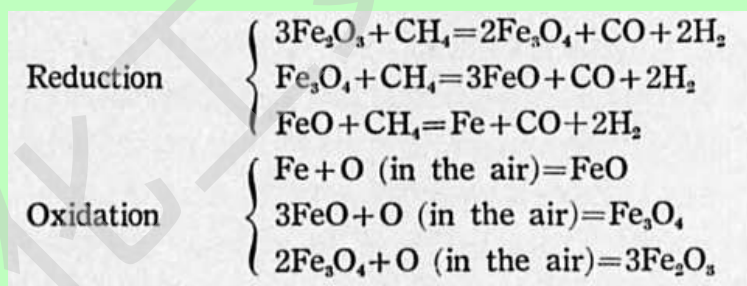 Reduction
3Fe₂O₃+CH₄=2Fe₃O₄+CO+2H₂
Fe₃O₄+CH₄=3FeO+CO+2H₂
FeO+CH₄=Fe+CO+2H₂
Oxidation
Fe+O (in the air)=FeO
3FeO+O (in the air)=Fe₃O₄
2Fe₃O₄+O (in the air)=3Fe₂O₃